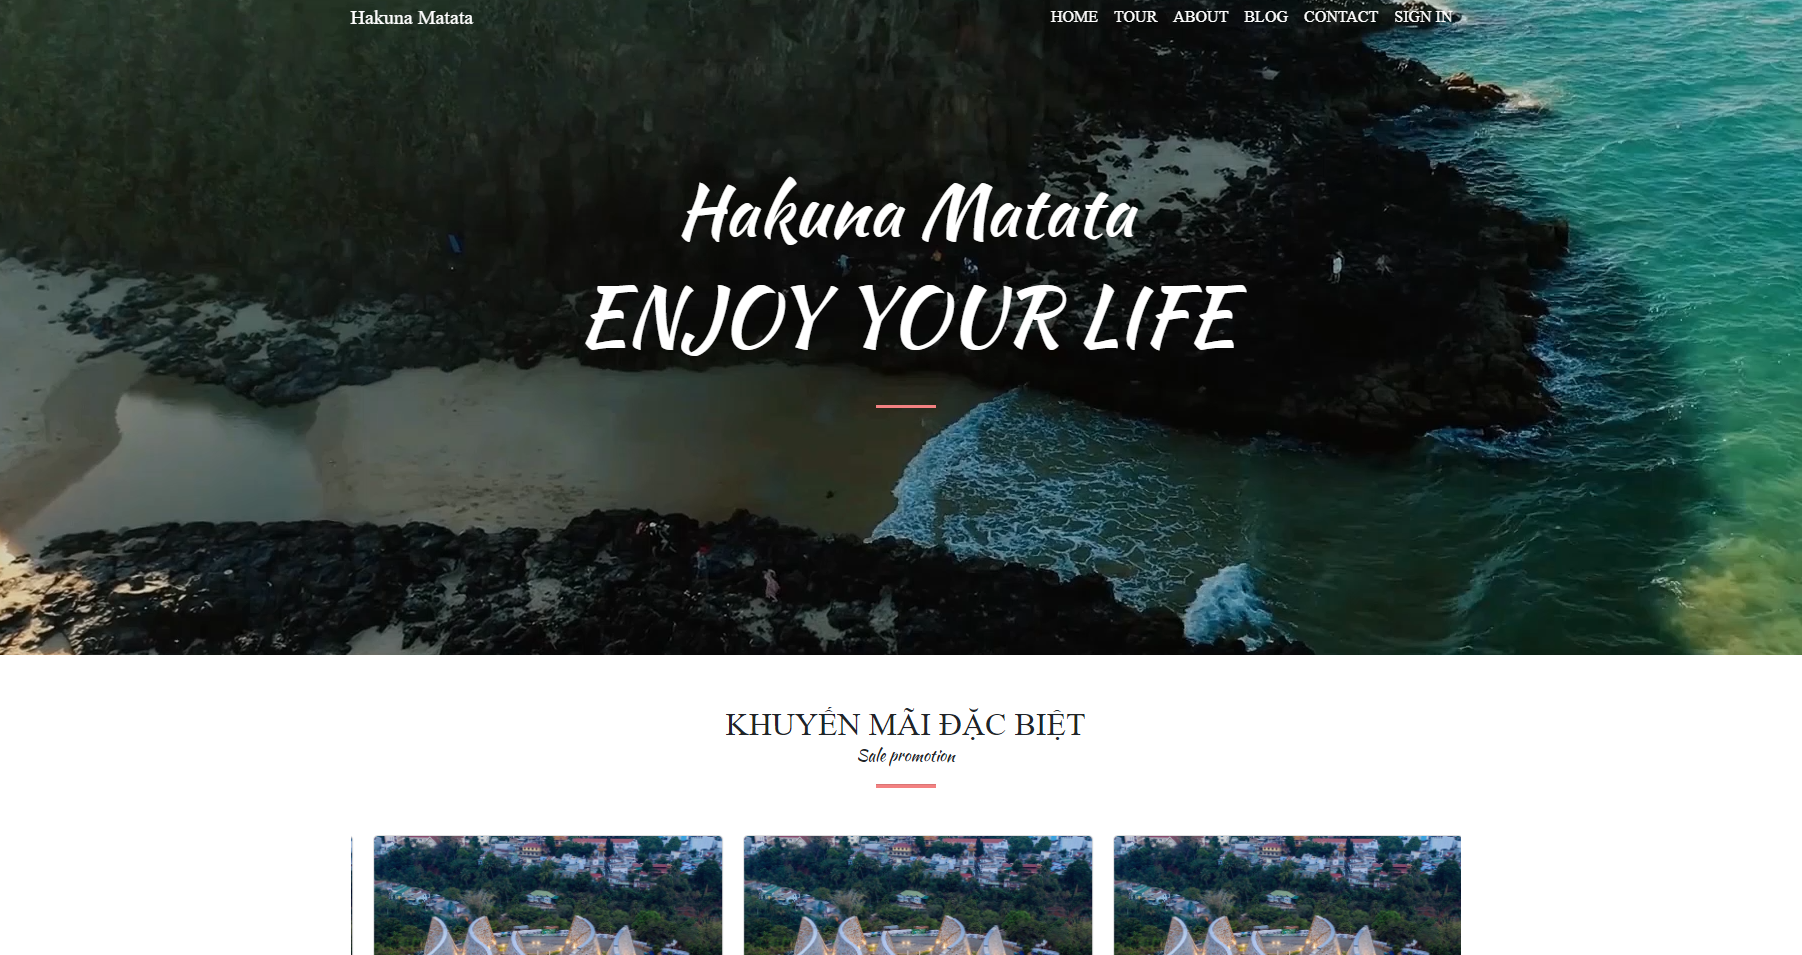 Hakuna Matata
HOME TOUR ABOUT BLOG CONTACT SIGN IN
Hakuna Matata
ENJOY YOUR LIFE
KHUYẾN MÃI ĐẶC BIỆT
Sale promotion